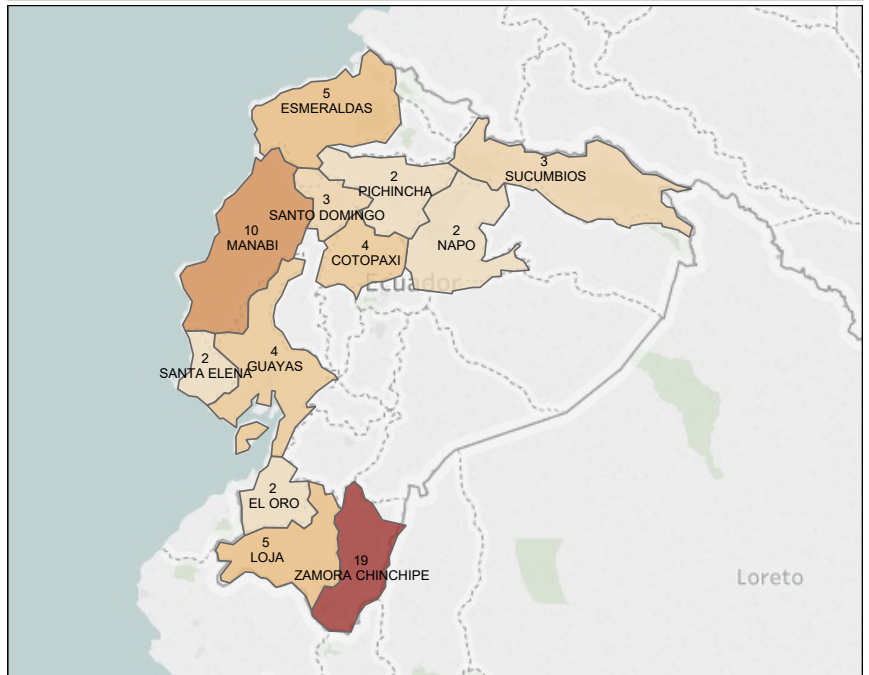 5
ESMERALDAS
3
SUCUMBIOS
2
PICHINCHA
3
SANTO DOMINGO
10
MANABI
2
NAPO
4
COTOPAXI
Ecuador
2
SANTA ELENA
4
GUAYAS
2
EL ORO
5
LOJA
19
ZAMORA CHINCHIPE
Loreto